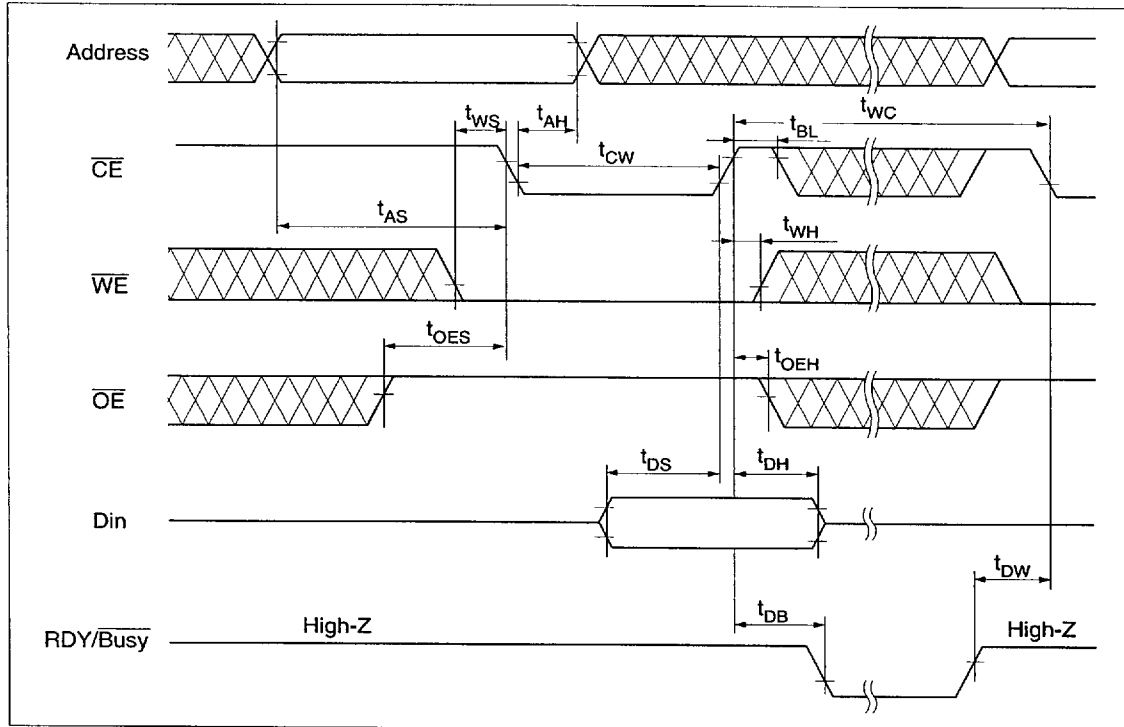 Address
tWS
tAH
tWC
tBL
CE
tCW
tAS
tWH
WE
tOES
tOEH
OE
tDS
tDH
Din
tDW
tDB
RDY/Busy
High-Z
High-Z